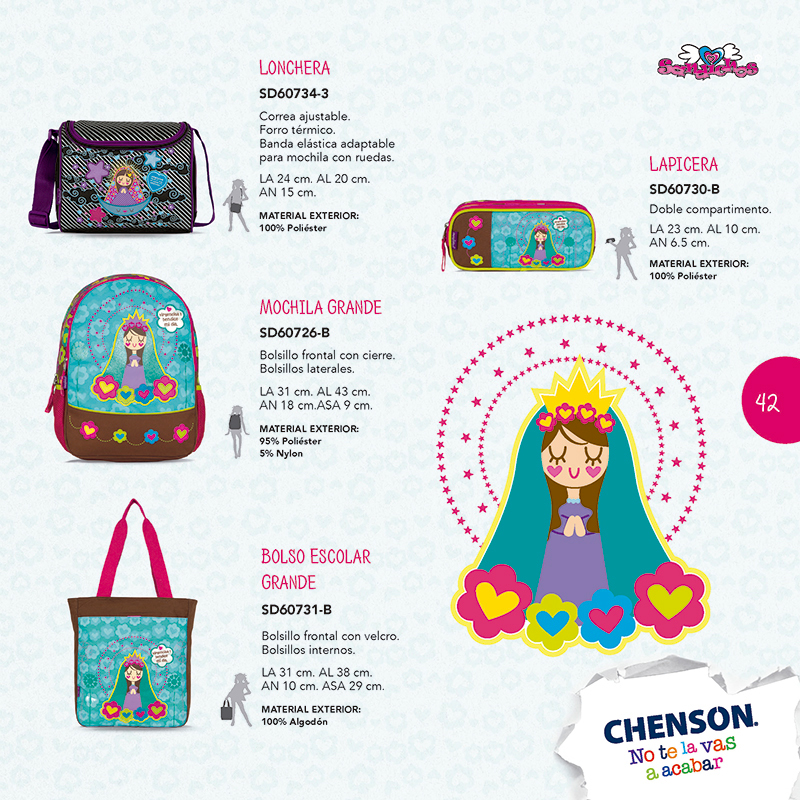 LONCHERA
SD60734-3
Correa ajustable.
Forro térmico.
Banda elástica adaptable
para mochila con ruedas.
LA 24 cm. AL 20 cm.
AN 15 cm.
MATERIAL EXTERIOR:
100% Poliéster
MOCHILA GRANDE
SD60726-B
Bolsillo frontal con cierre.
Bolsillos laterales.
LA 31 cm. AL 43 cm.
AN 18 cm.ASA 9 cm.
MATERIAL EXTERIOR:
95% Poliéster
5% Nylon
virgencita
bendice
mi día
BOLSO ESCOLAR
GRANDE
SD60731-B
Bolsillo frontal con velcro.
Bolsillos internos.
LA 31 cm. AL 38 cm.
AN 10 cm. ASA 29 cm.
MATERIAL EXTERIOR:
100% Algodón
LAPICERA
SD60730-B
Doble compartimento.
LA 23 cm. AL 10 cm.
AN 6.5 cm.
MATERIAL EXTERIOR:
100% Poliéster
42
CHENSON.
No te la vas
a acabar